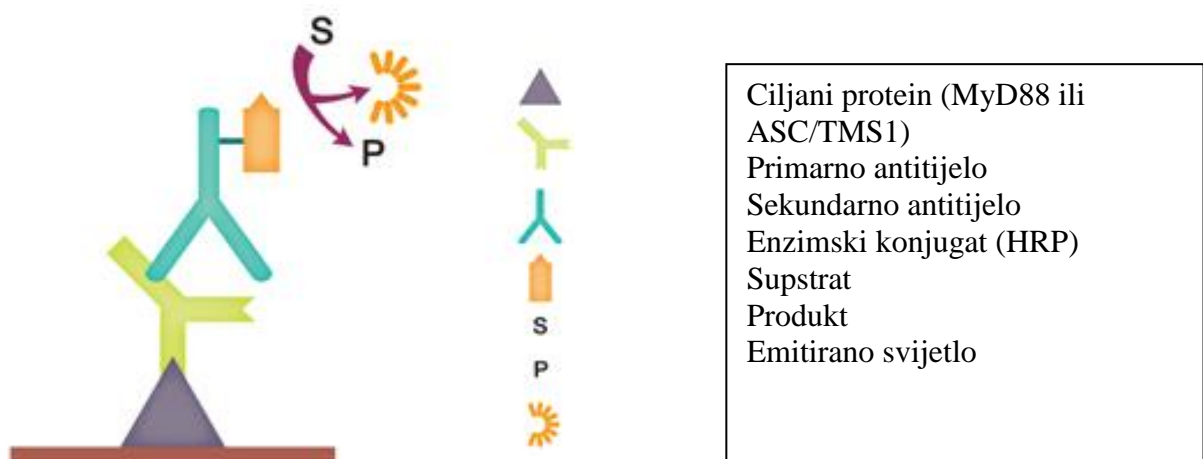 S
P
S
P
Ciljani protein (MyD88 ili
ASC/TMS1)
Primarno antitijelo
Sekundarno antitijelo
Enzimski konjugat (HRP)
Supstrat
Produkt
Emitirano svijetlo